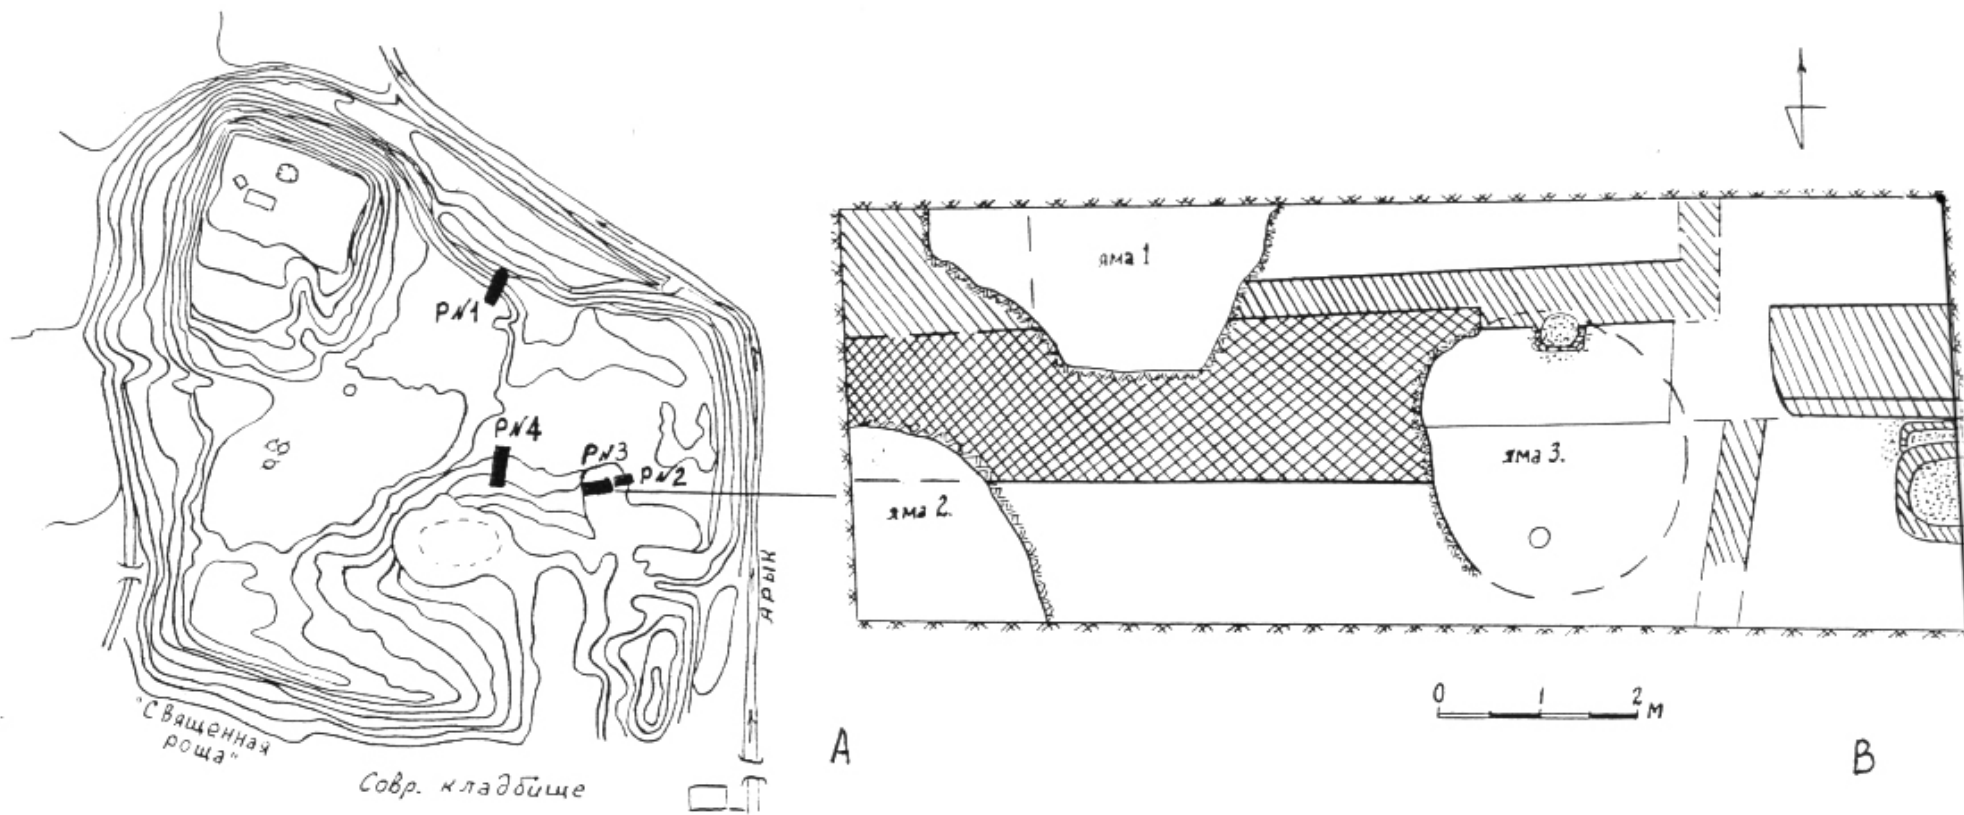 Р№1
Р№4
Р№3
Р№2
Арык
"Священная
роща"
Совр. кладбище
яма 1
яма 2.
яма 3.
0 1 2 м
А
В